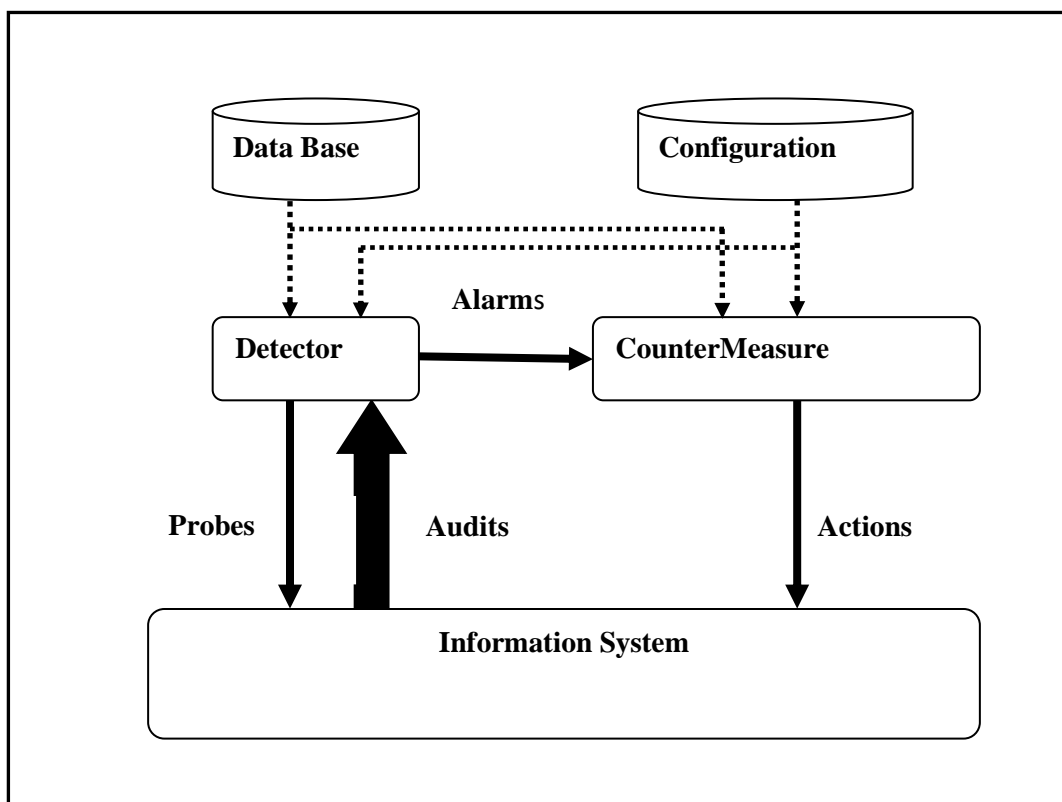 Data Base
Configuration
Alarms
Detector
CounterMeasure
Probes
Audits
Actions
Information System